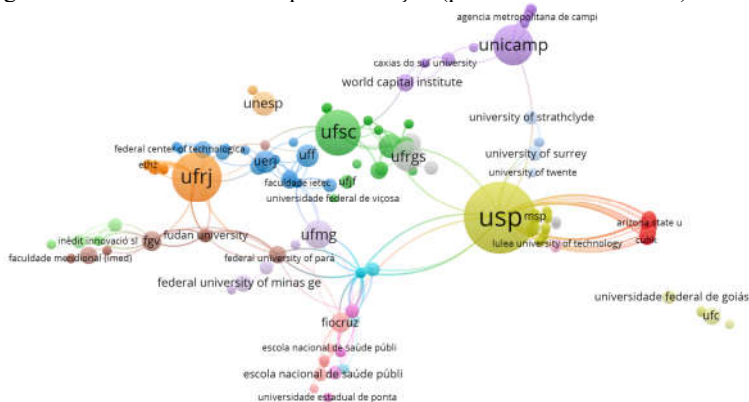 agencia metropolitana de campi
unicamp
caxias do sul university
world capital institute
unesp
university of strathclyde
ufsc
federal center of technologica
uerj
uff
ufrgs
university of surrey
ethz
ufrj
faculdade ietec
ufjf
university of twente
universidade federal de viçosa
usp
msp
arizona state u
lulea university of technology
cubit
inèdit innovació sl
fgv
fudan university
ufmg
faculdade meridional (imed)
federal university of pará
federal university of minas ge
universidade federal de goiás
ufc
fiocruz
escola nacional de saúde públi
escola nacional de saúde públi
universidade estadual de ponta